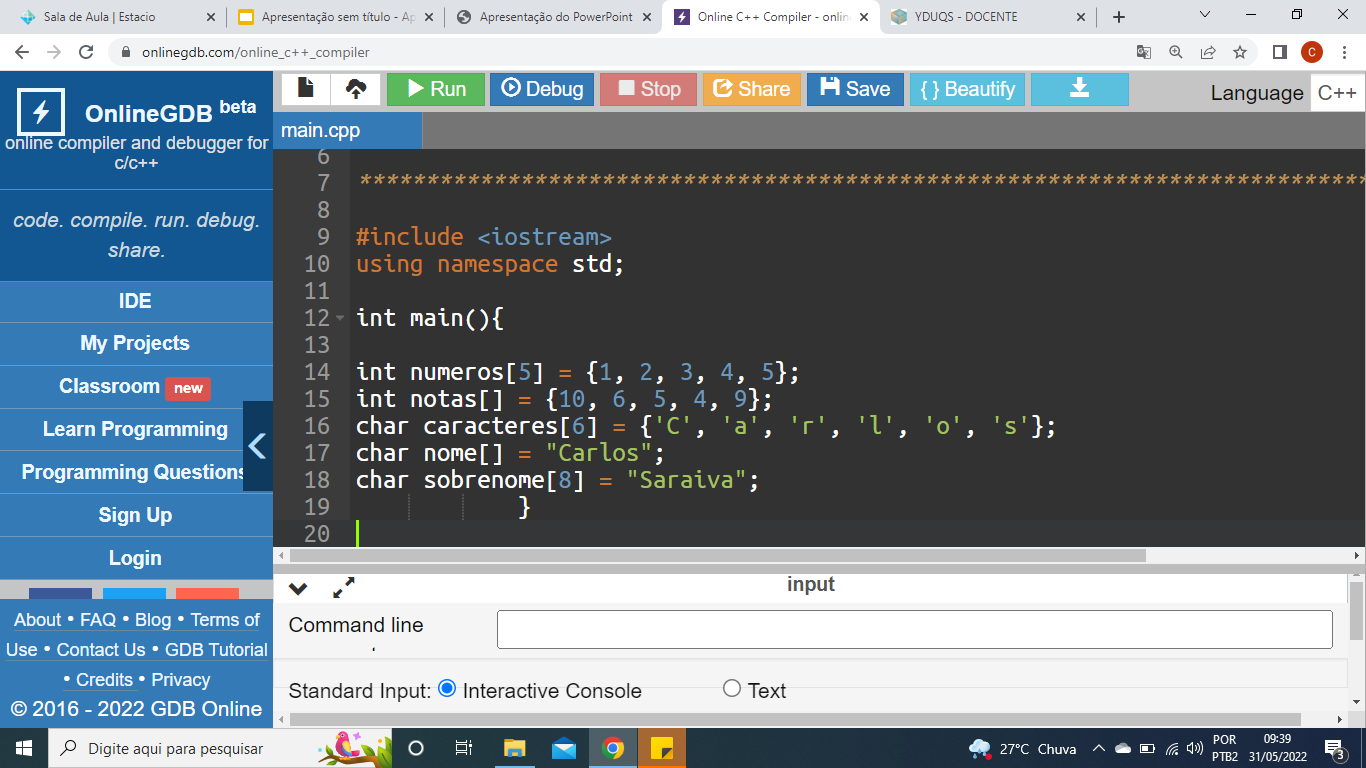 Sala de Aula | Estacio
Apresentação sem título - Ap
Apresentação do PowerPoint
Online C++ Compiler - onlin
YDUQS - DOCENTE
onlinegdb.com/online_c++_compiler
C
OnlineGDB beta
online compiler and debugger for
c/c++
code. compile. run. debug.
share.
IDE
My Projects
Classroom new
Learn Programming
Programming Questions
Sign Up
Login
About • FAQ • Blog • Terms of
Use • Contact Us • GDB Tutorial
• Credits • Privacy
© 2016 - 2022 GDB Online
Run
Debug
Stop
Share
Save
{ } Beautify
Language C++
main.cpp
6
7 ***************************************************************************
8
9 #include <iostream>
10 using namespace std;
11
12 int main(){
13
14 int numeros[5] = {1, 2, 3, 4, 5};
15 int notas[] = {10, 6, 5, 4, 9};
16 char caracteres[6] = {'C', 'a', 'r', 'l', 'o', 's'};
17 char nome[] = "Carlos";
18 char sobrenome[8] = "Saraiva";
19 }
20
input
Command line
Standard Input: Interactive Console Text
Digite aqui para pesquisar
27°C Chuva
POR
PTB2
09:39
31/05/2022
3